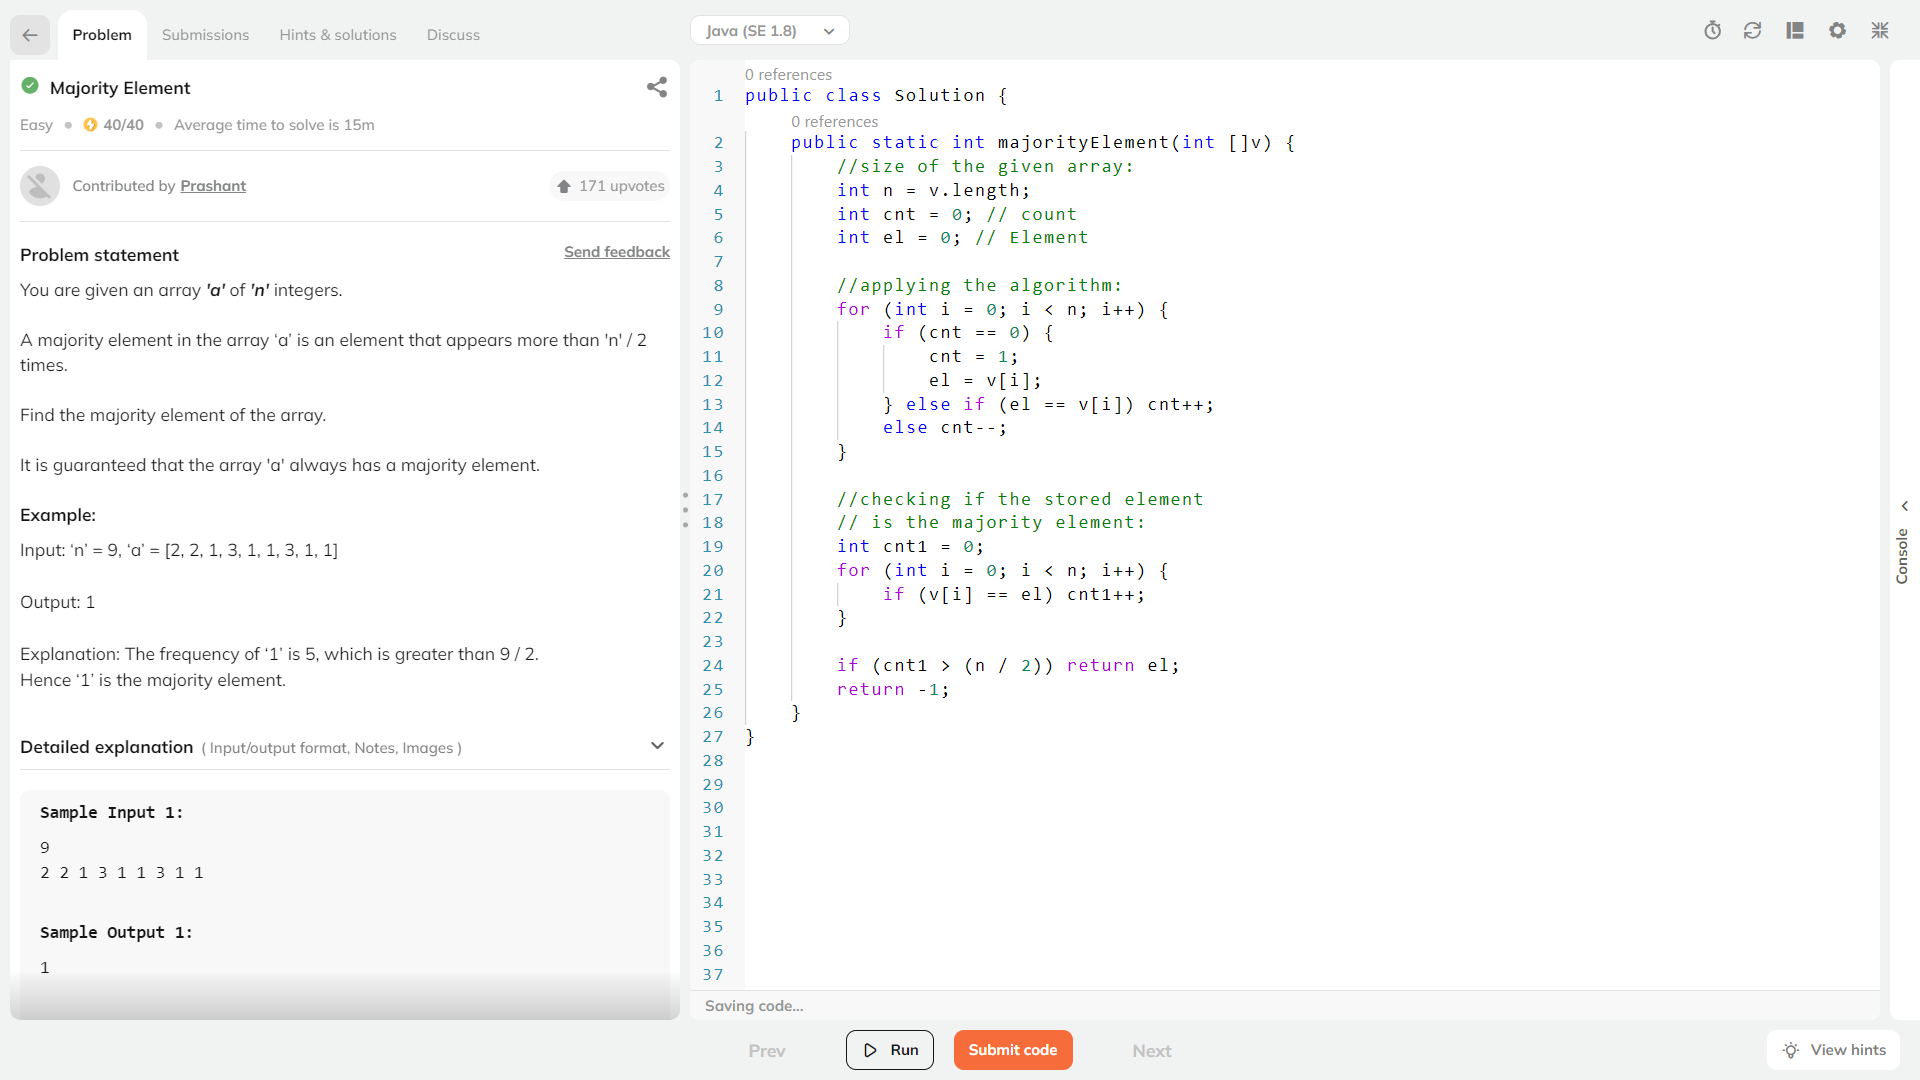 Problem
Submissions
Hints & solutions
Discuss
Majority Element
Easy • 40/40 • Average time to solve is 15m
Contributed by Prashant
171 upvotes
Problem statement
Send feedback
You are given an array 'a' of 'n' integers.
A majority element in the array ‘a’ is an element that appears more than 'n' / 2
times.
Find the majority element of the array.
It is guaranteed that the array 'a' always has a majority element.
Example:
Input: ‘n’ = 9, ‘a’ = [2, 2, 1, 3, 1, 1, 3, 1, 1]
Output: 1
Explanation: The frequency of ‘1’ is 5, which is greater than 9 / 2.
Hence ‘1’ is the majority element.
Detailed explanation ( Input/output format, Notes, Images )
Sample Input 1:
9
2 2 1 3 1 1 3 1 1
Sample Output 1:
1
Java (SE 1.8)
0 references
1 public class Solution {
0 references
2 public static int majorityElement(int []v) {
3 //size of the given array:
4 int n = v.length;
5 int cnt = 0; // count
6 int el = 0; // Element
7
8 //applying the algorithm:
9 for (int i = 0; i < n; i++) {
10 if (cnt == 0) {
11 cnt = 1;
12 el = v[i];
13 } else if (el == v[i]) cnt++;
14 else cnt--;
15 }
16
17 //checking if the stored element
18 // is the majority element:
19 int cnt1 = 0;
20 for (int i = 0; i < n; i++) {
21 if (v[i] == el) cnt1++;
22 }
23
24 if (cnt1 > (n / 2)) return el;
25 return -1;
26 }
27 }
28
29
30
31
32
33
34
35
36
37
Saving code...
Console
Prev
Run
Submit code
Next
View hints